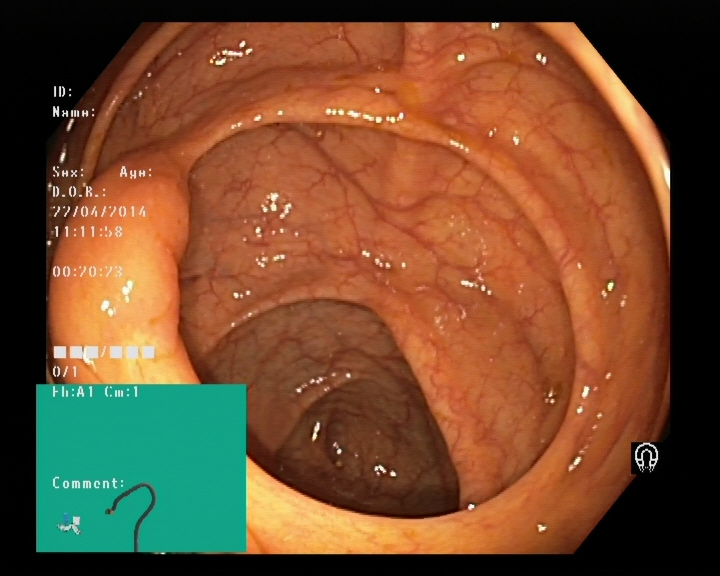 ID:
Name:
Sex: Age:
D.O.B.:
22/04/2014
11:11:58
00:20:23
0/1
Eh:A1 Cm:1
Comment: